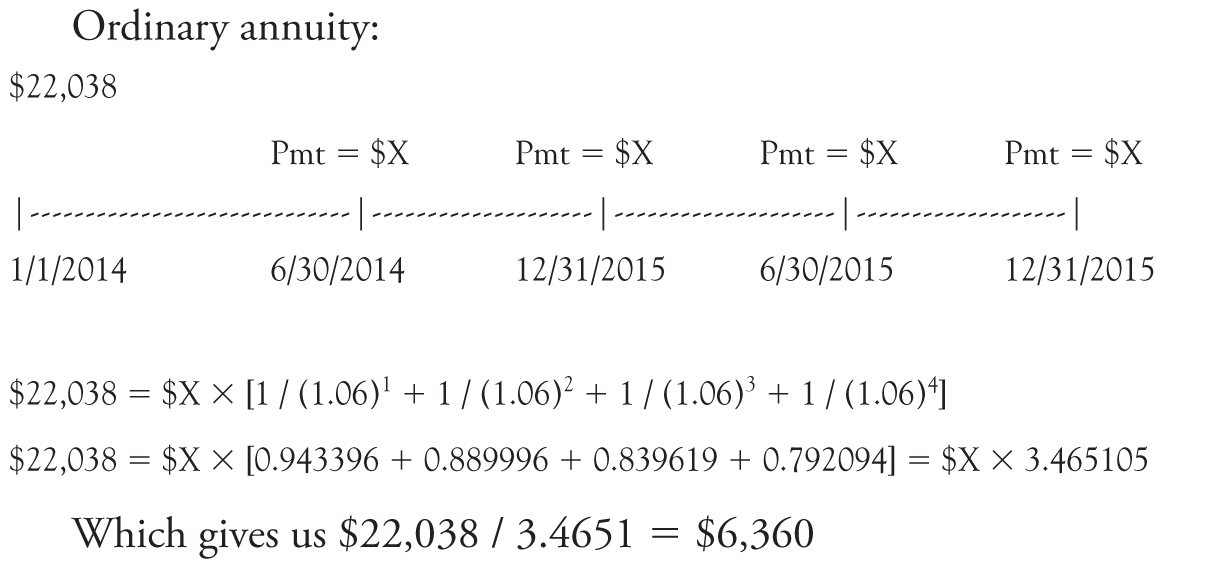 Ordinary annuity:
$22,038
Pmt = $X Pmt = $X Pmt = $X Pmt = $X
|-----------------------------|--------------------|--------------------|-------------------|
1/1/2014 6/30/2014 12/31/2015 6/30/2015 12/31/2015
$22,038 = $X × [1 / (1.06)¹ + 1 / (1.06)² + 1 / (1.06)³ + 1 / (1.06)⁴]
$22,038 = $X × [0.943396 + 0.889996 + 0.839619 + 0.792094] = $X × 3.465105
Which gives us $22,038 / 3.4651 = $6,360